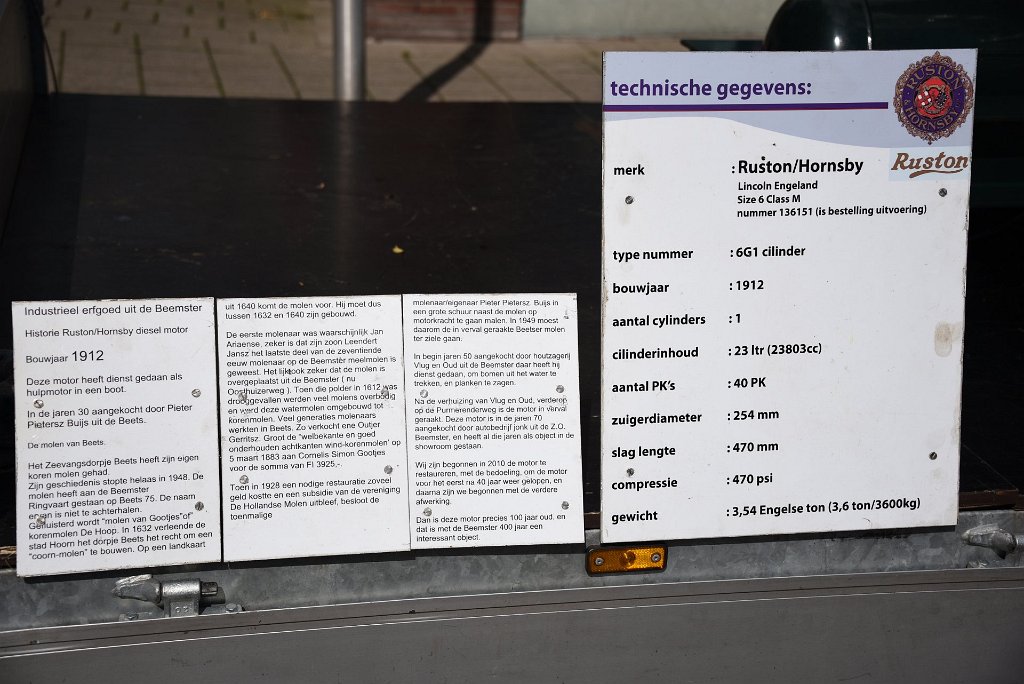 Industrieel erfgoed uit de Beemster
Historie Ruston/Hornsby diesel motor
Bouwjaar 1912
Deze motor heeft dienst gedaan als
hulpmotor in een boot.
In de jaren 30 aangekocht door Pieter
Pietersz Buijs uit de Beets.
De molen van Beets.
Het Zeevangsdorpje Beets heeft zijn eigen
koren molen gehad.
Zijn geschiedenis stopte helaas in 1948. De
molen heeft aan de Beemster
Ringvaart gestaan op Beets 75. De naam
ervan is niet te achterhalen.
Gefluisterd wordt "molen van Gootjes"of"
korenmolen De Hoop. In 1632 verleende de
stad Hoorn het dorpje Beets het recht om een
"coorn-molen" te bouwen. Op een landkaart
uit 1640 komt de molen voor. Hij moet dus
tussen 1632 en 1640 zijn gebouwd.
De eerste molenaar was waarschijnlijk Jan
Ariaense, zeker is dat zijn zoon Leendert
Jansz het laatste deel van de zeventiende
eeuw molenaar op de Beemster meelmolen is
geweest. Het lijkt ook zeker dat de molen is
overgeplaatst uit de Beemster ( nu
Oosthuizerweg ). Toen die polder in 1612 was
drooggevallen werden veel molens overbodig
en werd deze watermolen omgebouwd tot
korenmolen. Veel generaties molenaars
werkten in Beets. Zo verkocht ene Outjer
Gerritsz. Groot de "welbekante en goed
onderhouden achtkanten wind-korenmolen' op
5 maart 1883 aan Cornelis Simon Gootjes
voor de somma van Fl 3925,-.
Toen in 1928 een nodige restauratie zoveel
geld kostte en een subsidie van de vereniging
De Hollandse Molen uitbleef, besloot de
toenmalige
molenaar/eigenaar Pieter Pietersz. Buijs in
een grote schuur naast de molen op
motorkracht te gaan malen. In 1949 moest
daarom de in verval geraakte Beetser molen
ter ziele gaan.
In begin jaren 50 aangekocht door houtzagerij
Vlug en Oud uit de Beemster daar heeft hij
dienst gedaan, om bomen uit het water te
trekken, en planken te zagen.
Na de verhuizing van Vlug en Oud, verderop
op de Purmerenderweg is de motor in verval
geraakt. Deze motor is in de jaren 70
aangekocht door autobedrijf jonk uit de Z.O.
Beemster, en heeft al die jaren als object in de
showroom gestaan.
Wij zijn begonnen in 2010 de motor te
restaureren, met de bedoeling, om de motor
voor het eerst na 40 jaar weer lopen, en
daarna zijn we begonnen met de verdere
afwerking.
Dan is deze motor precies 100 jaar oud, en
dat is met de Beemster 400 jaar een
interessant object.
technische gegevens:
RUSTON
HORNSBY
Ruston
merk : Ruston/Hornsby
Lincoln Engeland
Size 6 Class M
nummer 136151 (is bestelling uitvoering)
type nummer : 6G1 cilinder
bouwjaar : 1912
aantal cylinders : 1
cilinderinhoud : 23 ltr (23803cc)
aantal PK's : 40 PK
zuigerdiameter : 254 mm
slag lengte : 470 mm
compressie : 470 psi
gewicht : 3,54 Engelse ton (3,6 ton/3600kg)